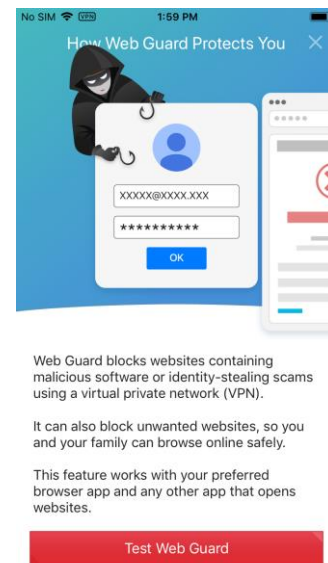 No SIM VPN 1:59 PM
How Web Guard Protects You
XXXXX@XXXX.XXX
**********
OK
Web Guard blocks websites containing
malicious software or identity-stealing scams
using a virtual private network (VPN).
It can also block unwanted websites, so you
and your family can browse online safely.
This feature works with your preferred
browser app and any other app that opens
websites.
Test Web Guard